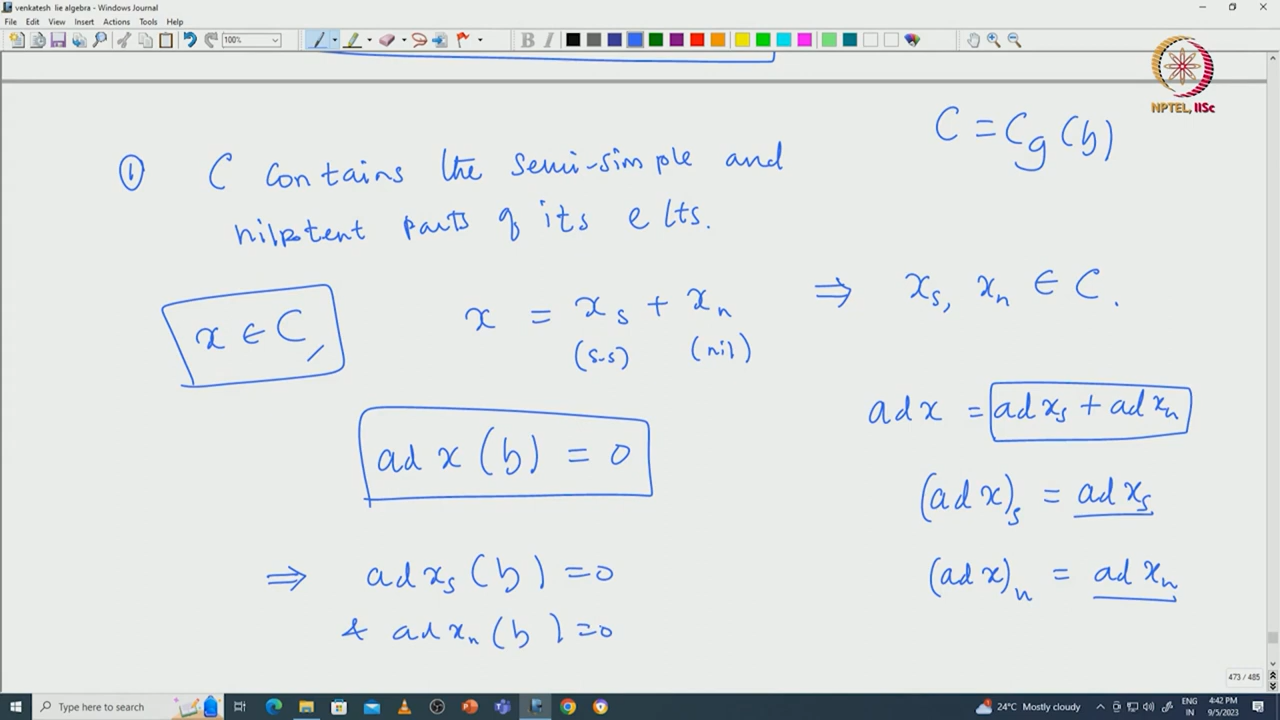 venkatesh lie algebra - Windows Journal
File Edit View Insert Actions Tools Help
100%
NPTEL, IISc
C = C_g (h)
① C contains the semi-simple and
nilpotent parts of its elts.
x ∈ C,
x = x_s + x_n ⇒ x_s, x_n ∈ C.
(s-s) (nil)
ad x = ad x_s + ad x_n
ad x (h) = 0
(ad x)_s = ad x_s
⇒ ad x_s (h) = 0
(ad x)_n = ad x_n
& ad x_n (h) = 0
473 / 485
Type here to search
24°C Mostly cloudy
ENG
IN
4:42 PM
9/5/2023